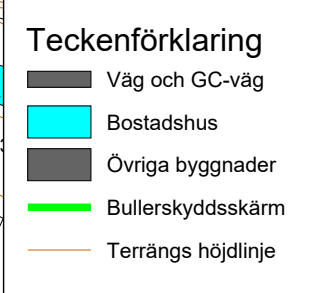 Teckenförklaring
Väg och GC-väg
Bostadshus
Övriga byggnader
Bullerskyddsskärm
Terrängs höjdlinje